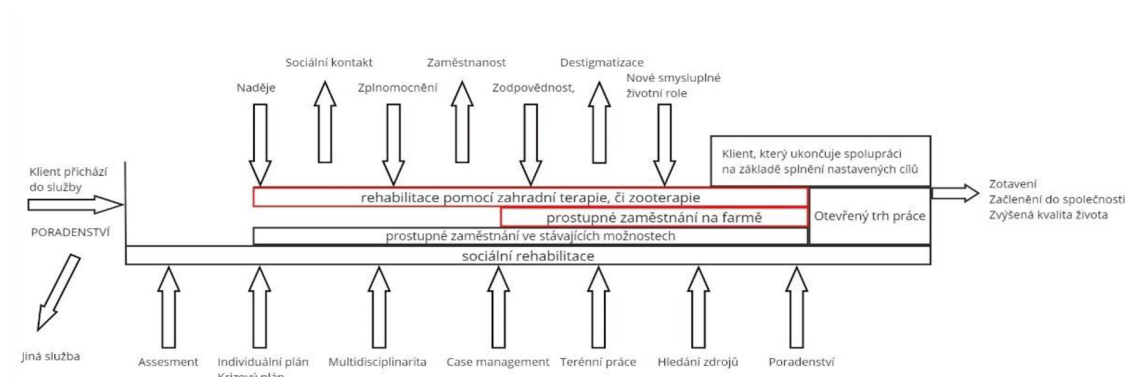 Sociální kontakt
Zaměstnanost
Destigmatizace
Naděje
Zplnomocnění
Zodpovědnost,
Nové smysluplné
životní role
Klient přichází
do služby
PORADENSTVÍ
Jiná služba
Klient, který ukončuje spolupráci
na základě splnění nastavených cílů
rehabilitace pomocí zahradní terapie, či zooterapie
prostupné zaměstnání na farmě
prostupné zaměstnání ve stávajících možnostech
Otevřený trh práce
sociální rehabilitace
Zotavení
Začlenění do společnosti
Zvýšená kvalita života
Assesment
Individuální plán
Krizový plán
Multidisciplinarita
Case management
Terénní práce
Hledání zdrojů
Poradenství